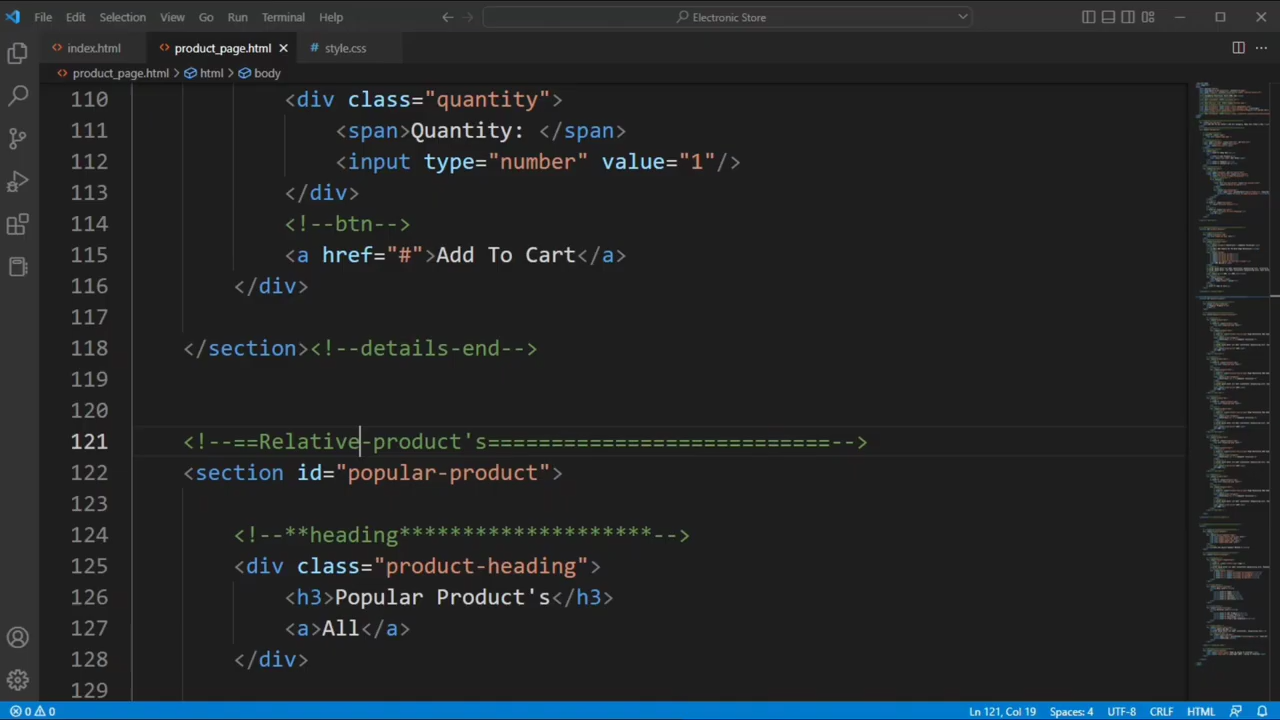 File Edit Selection View Go Run Terminal Help Electronic Store
index.html product_page.html style.css
product_page.html html body
110 <div class="quantity">
111 <span>Quantity: </span>
112 <input type="number" value="1"/>
113 </div>
114 <!--btn-->
115 <a href="#">Add To Cart</a>
116 </div>
117
118 </section><!--details-end-->
119
120
121 <!--==Relative-product's===========================-->
122 <section id="popular-product">
123
124 <!--**heading********************-->
125 <div class="product-heading">
126 <h3>Popular Product's</h3>
127 <a>All</a>
128 </div>
129
0 0 Ln 121, Col 19 Spaces: 4 UTF-8 CRLF HTML